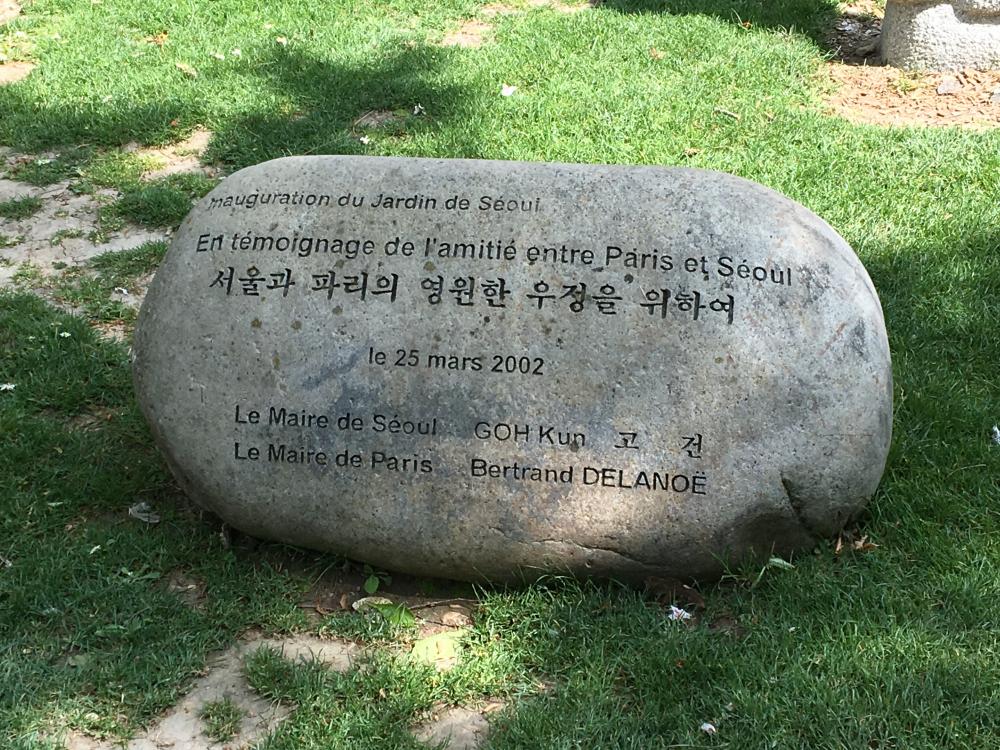 Inauguration du Jardin de Séoul
En témoignage de l'amitié entre Paris et Séoul
서울과 파리의 영원한 우정을 위하여
le 25 mars 2002
Le Maire de Séoul GOH Kun 고 건
Le Maire de Paris Bertrand DELANOË